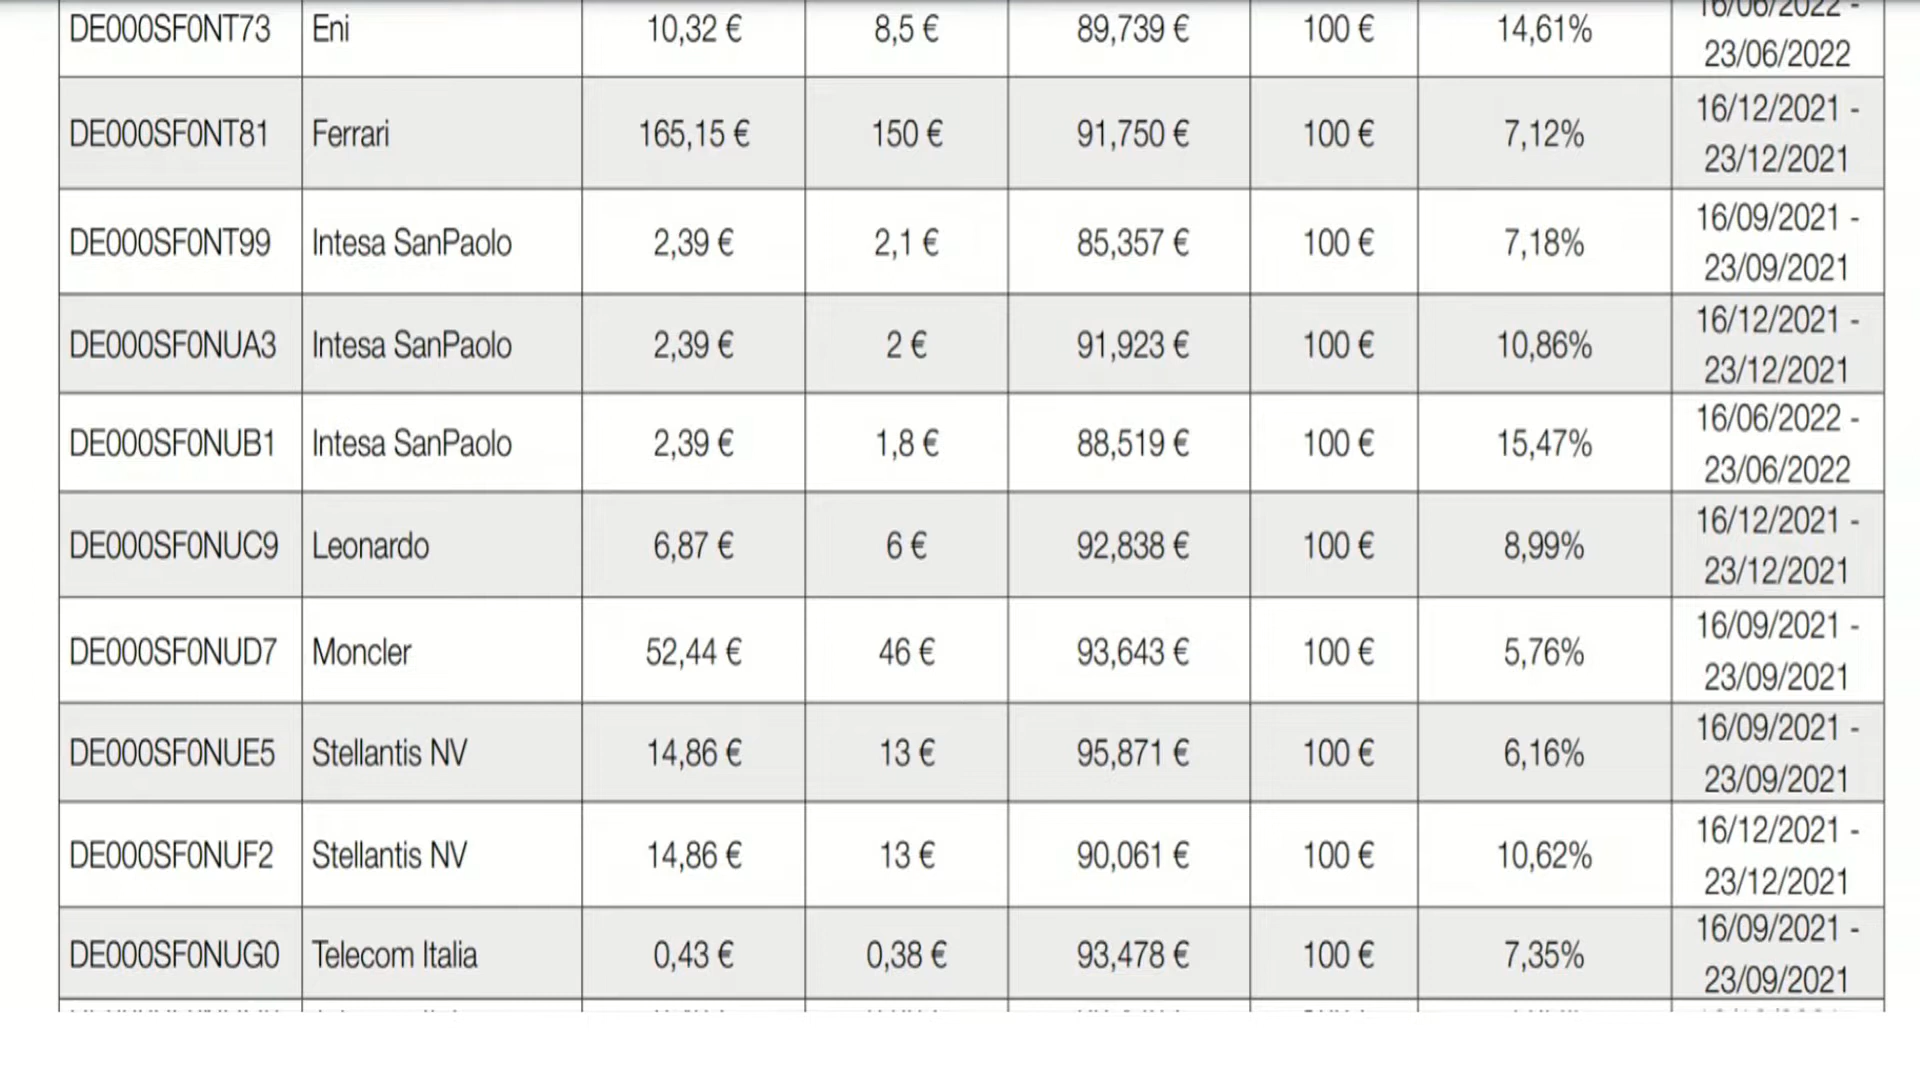 DE000SF0NT73 Eni 10,32 € 8,5 € 89,739 € 100 € 14,61% 16/06/2022 -
23/06/2022
DE000SF0NT81 Ferrari 165,15 € 150 € 91,750 € 100 € 7,12% 16/12/2021 -
23/12/2021
DE000SF0NT99 Intesa SanPaolo 2,39 € 2,1 € 85,357 € 100 € 7,18% 16/09/2021 -
23/09/2021
DE000SF0NUA3 Intesa SanPaolo 2,39 € 2 € 91,923 € 100 € 10,86% 16/12/2021 -
23/12/2021
DE000SF0NUB1 Intesa SanPaolo 2,39 € 1,8 € 88,519 € 100 € 15,47% 16/06/2022 -
23/06/2022
DE000SF0NUC9 Leonardo 6,87 € 6 € 92,838 € 100 € 8,99% 16/12/2021 -
23/12/2021
DE000SF0NUD7 Moncler 52,44 € 46 € 93,643 € 100 € 5,76% 16/09/2021 -
23/09/2021
DE000SF0NUE5 Stellantis NV 14,86 € 13 € 95,871 € 100 € 6,16% 16/09/2021 -
23/09/2021
DE000SF0NUF2 Stellantis NV 14,86 € 13 € 90,061 € 100 € 10,62% 16/12/2021 -
23/12/2021
DE000SF0NUG0 Telecom Italia 0,43 € 0,38 € 93,478 € 100 € 7,35% 16/09/2021 -
23/09/2021